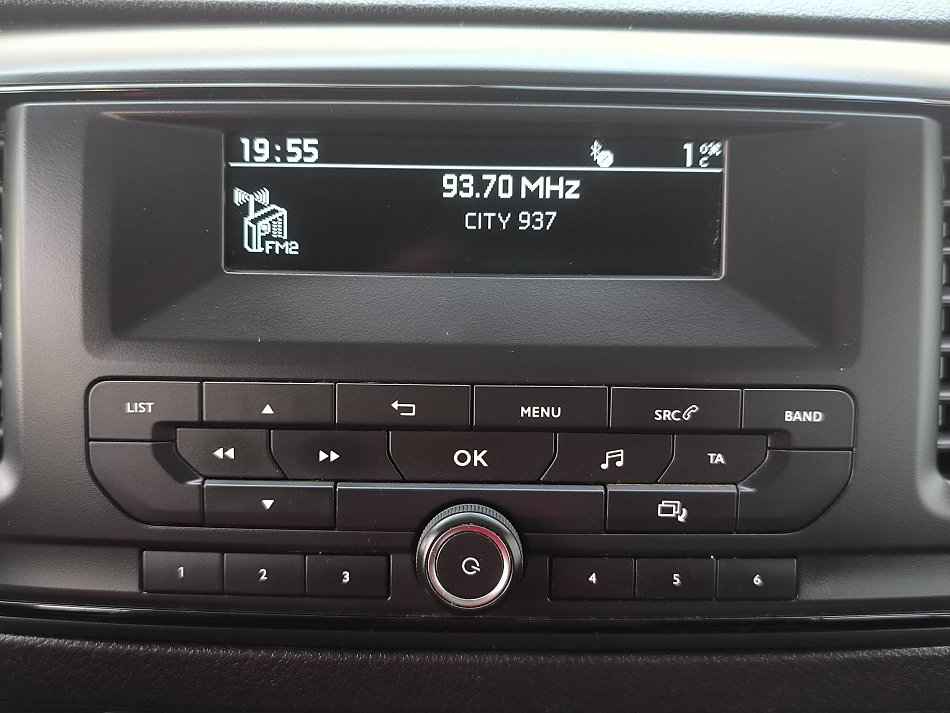 19:55 1 °C
93.70 MHz
CITY 937
FM2
LIST MENU SRC BAND
OK TA
1 2 3 4 5 6